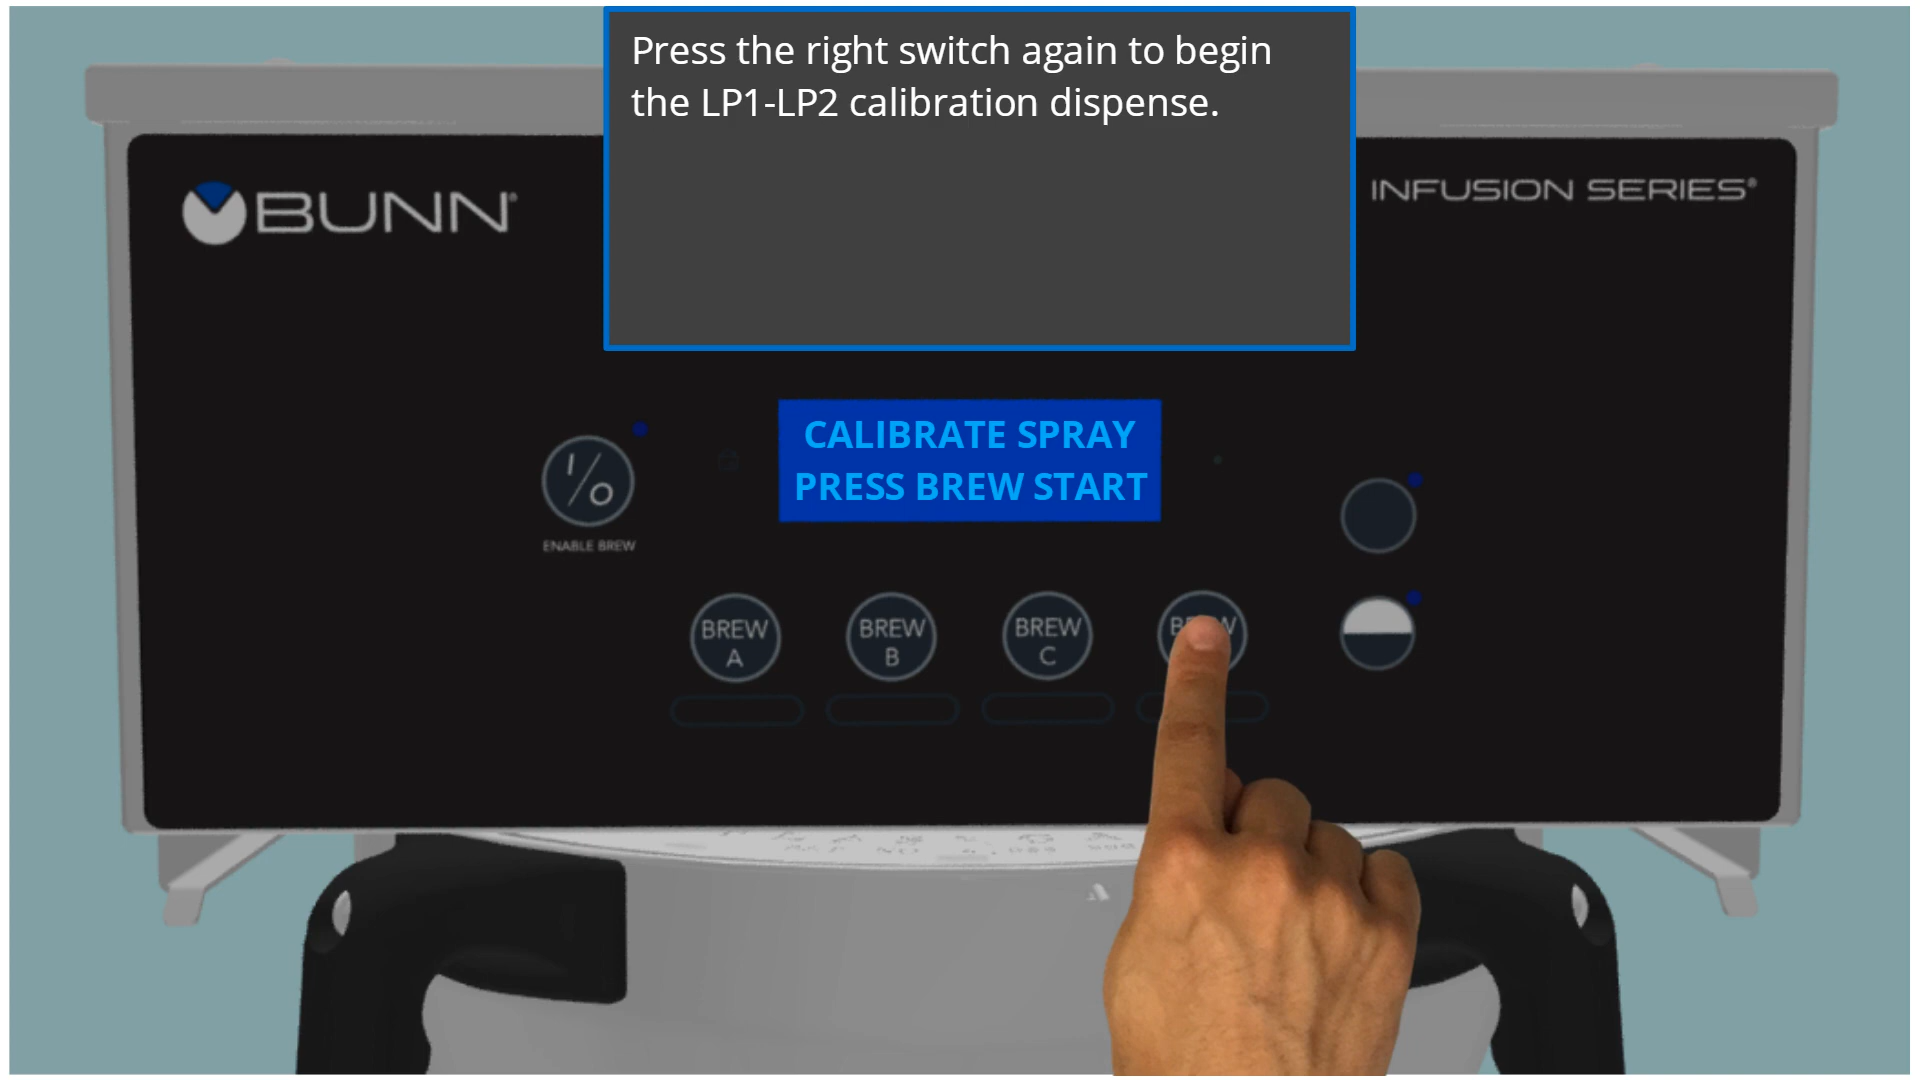 Press the right switch again to begin
the LP1-LP2 calibration dispense.
BUNN®
INFUSION SERIES®
CALIBRATE SPRAY
PRESS BREW START
I/O
ENABLE BREW
BREW
A
BREW
B
BREW
C
BREW